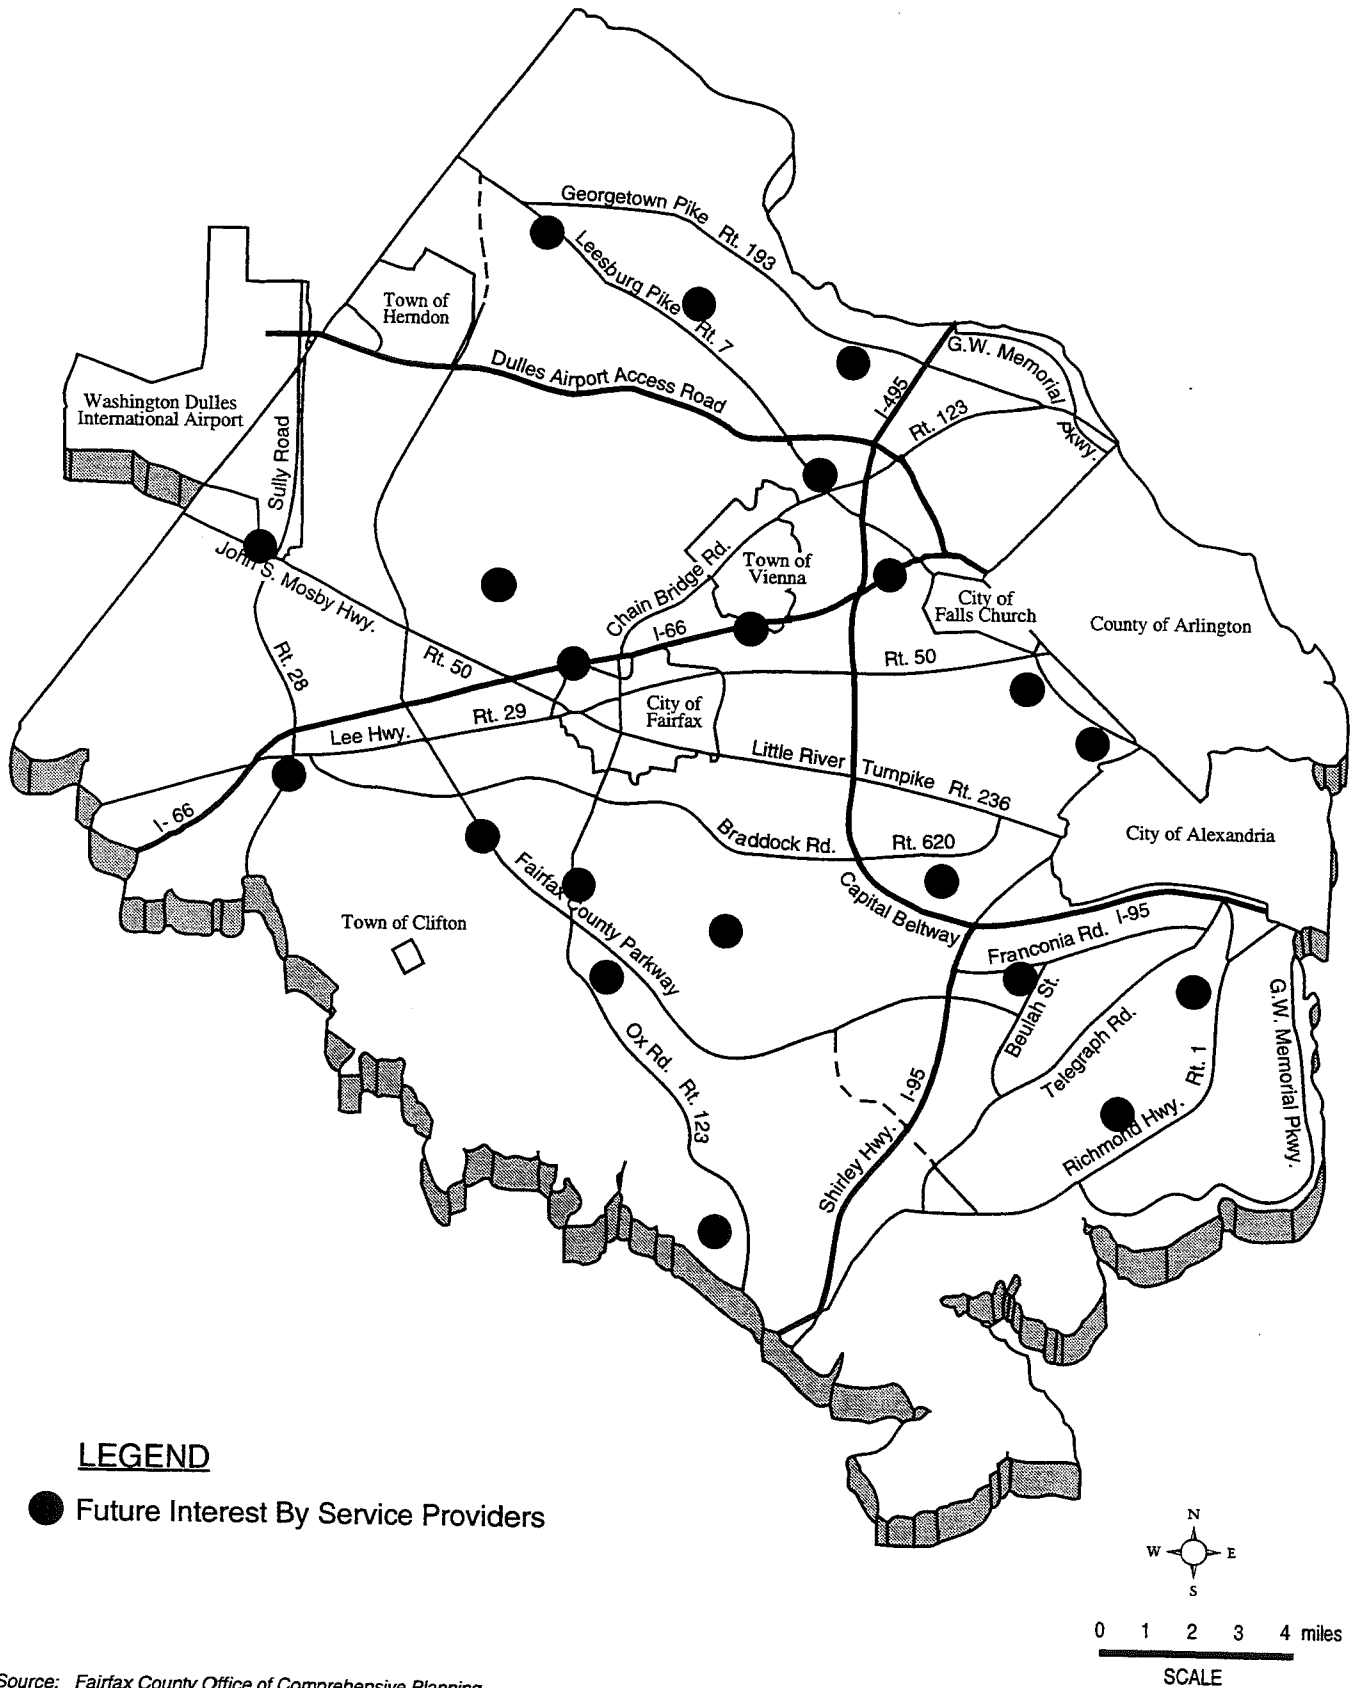 Georgetown Pike Rt. 193
Leesburg Pike Rt. 7
Town of
Herndon
G.W. Memorial Pkwy.
Dulles Airport Access Road
I-495
Rt. 123
Washington Dulles
International Airport
Sully Road
John S. Mosby Hwy.
Rt. 50
Chain Bridge Rd.
Town of
Vienna
City of
Falls Church
County of Arlington
I-66
Rt. 50
Rt. 28
City of
Fairfax
Rt. 29
Lee Hwy.
Little River Turnpike Rt. 236
I- 66
Braddock Rd.
Rt. 620
City of Alexandria
Fairfax County Parkway
Capital Beltway
I-95
Town of Clifton
Franconia Rd.
Beulah St.
Telegraph Rd.
G.W. Memorial Pkwy.
Ox Rd. Rt. 123
Rt. 1
I-95
Richmond Hwy.
Shirley Hwy.
LEGEND
Future Interest By Service Providers
N
W E
S
0 1 2 3 4 miles
SCALE
Source: Fairfax County Office of Comprehensive Planning